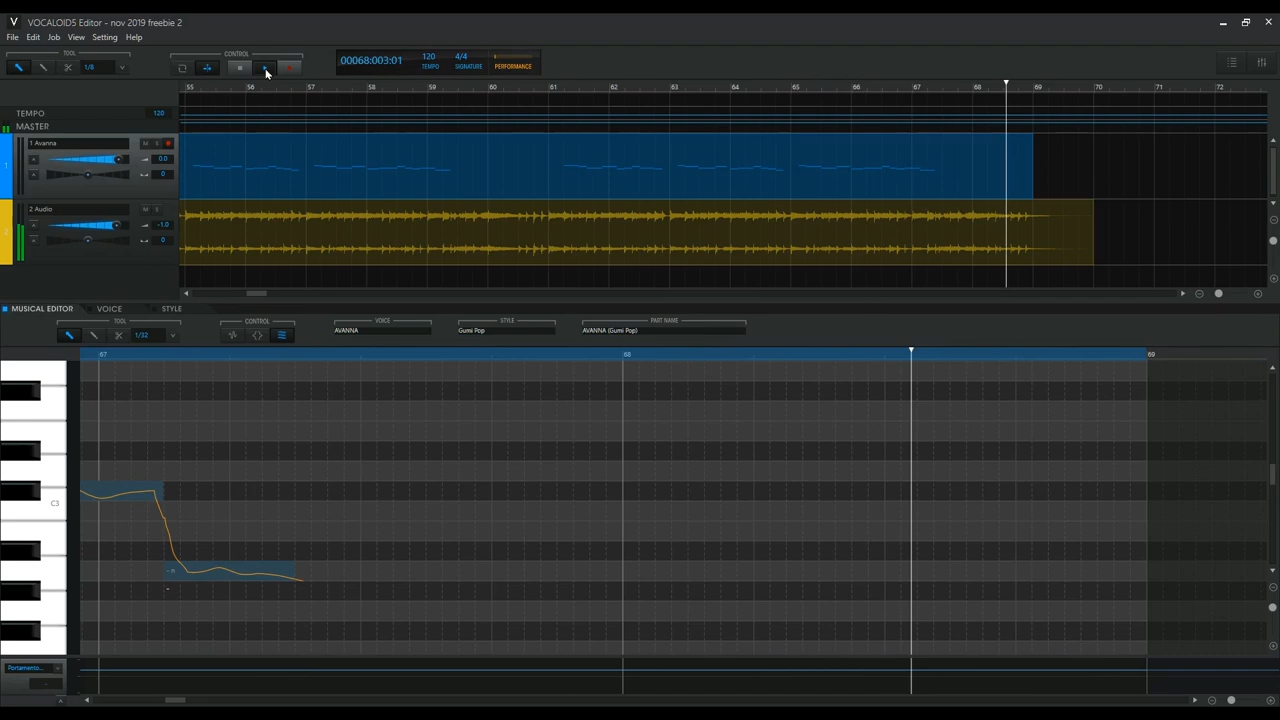 V VOCALOID5 Editor - nov 2019 freebie 2
File Edit Job View Setting Help
TOOL CONTROL
1/8
00068:003:01 120 4/4
TEMPO SIGNATURE PERFORMANCE
55 56 57 58 59 60 61 62 63 64 65 66 67 68 69 70 71 72
TEMPO 120
MASTER
1 1 Avanna M S
0.0
0
2 2 Audio M S
-1.0
0
MUSICAL EDITOR VOICE STYLE
TOOL CONTROL VOICE STYLE PART NAME
1/32 AVANNA Gumi Pop AVANNA (Gumi Pop)
67 68 69
C3
- n
-
Portamento...